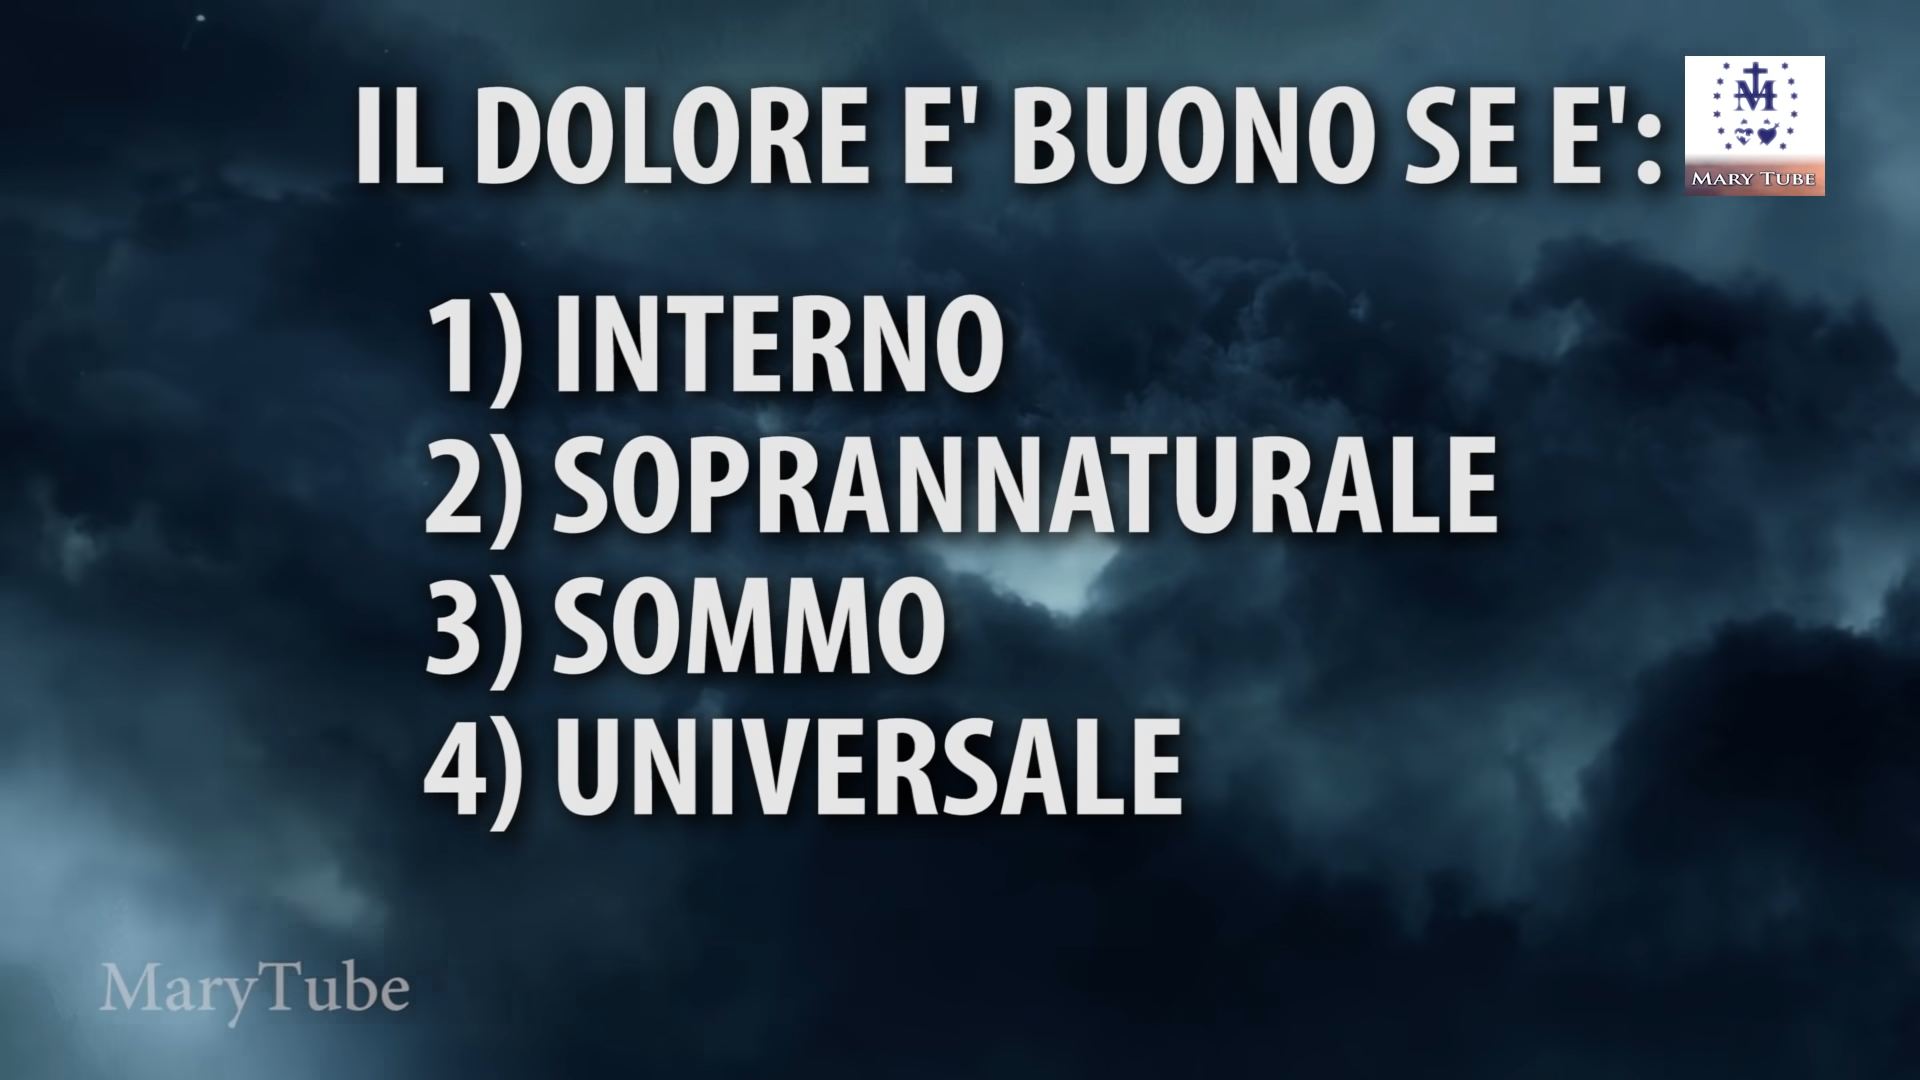 IL DOLORE E' BUONO SE E':
MARY TUBE
1) INTERNO
2) SOPRANNATURALE
3) SOMMO
4) UNIVERSALE
MaryTube